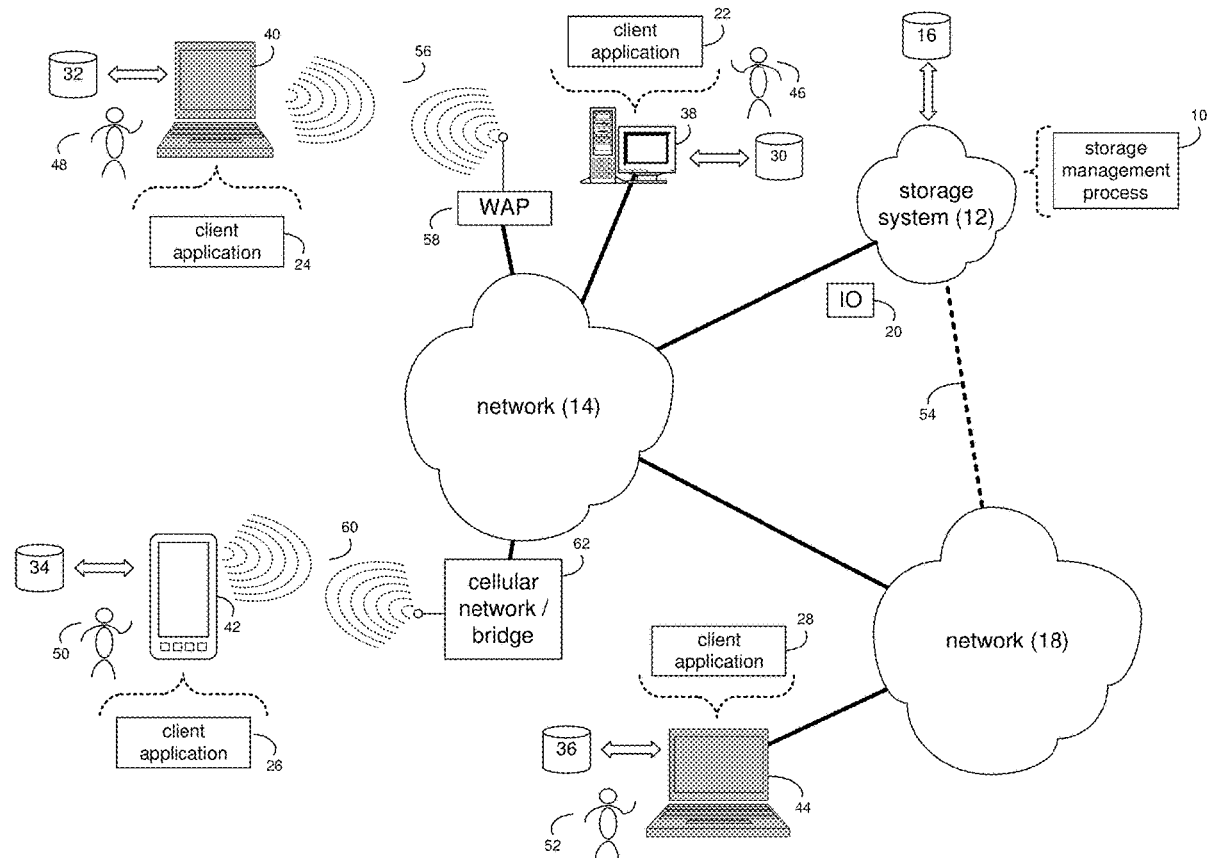 22
16
40
client
application
56
32
46
10
38
storage
management
process
48
30
storage
system (12)
WAP
58
client
application
24
IO
20
network (14)
54
60
62
34
cellular
network /
bridge
42
28
50
client
application
network (18)
client
application
26
36
44
52